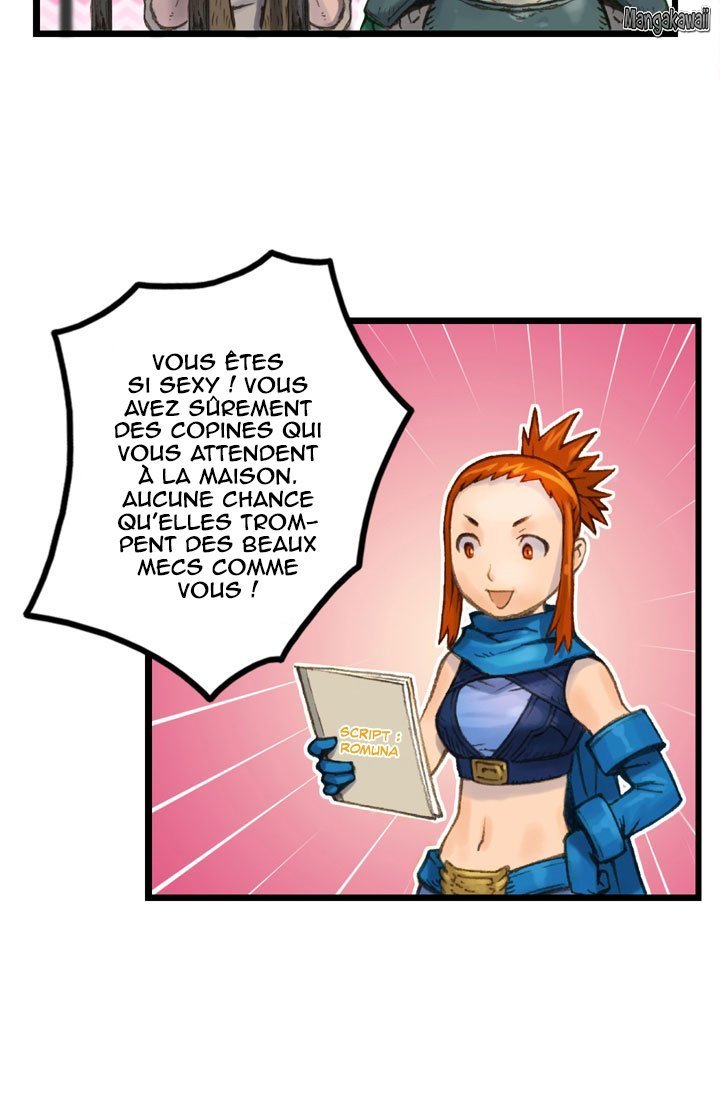 Mangakawaii
VOUS ÊTES
SI SEXY ! VOUS
AVEZ SÛREMENT
DES COPINES QUI
VOUS ATTENDENT
À LA MAISON.
AUCUNE CHANCE
QU'ELLES TROM-
PENT DES BEAUX
MECS COMME
VOUS !
SCRIPT :
ROMUNA